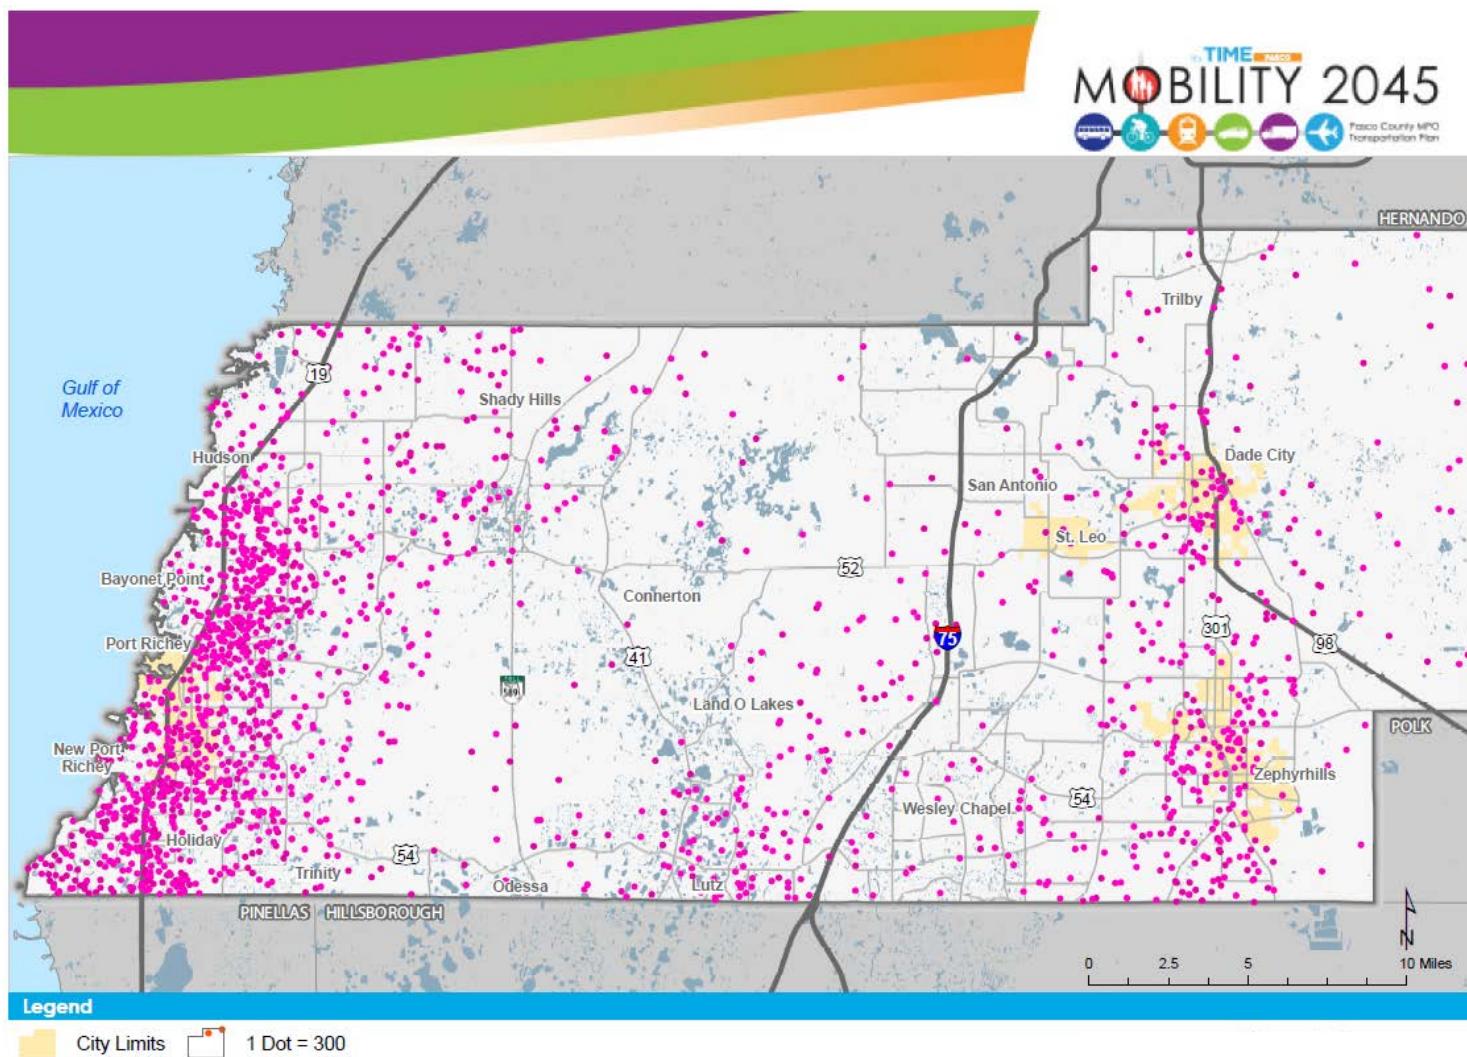 It's TIME PASCO
MOBILITY 2045
Pasco County MPO
Transportation Plan
HERNANDO
Trilby
19
Gulf of
Mexico
Shady Hills
Hudson
Dade City
San Antonio
St. Leo
52
Bayonet Point
Connerton
Port Richey
75
301
98
41
TOLL
589
Land O Lakes
POLK
New Port
Richey
Zephyrhills
Wesley Chapel
54
Holiday
54
Trinity
Odessa
Lutz
PINELLAS
HILLSBOROUGH
N
0 2.5 5 10 Miles
Legend
City Limits
1 Dot = 300